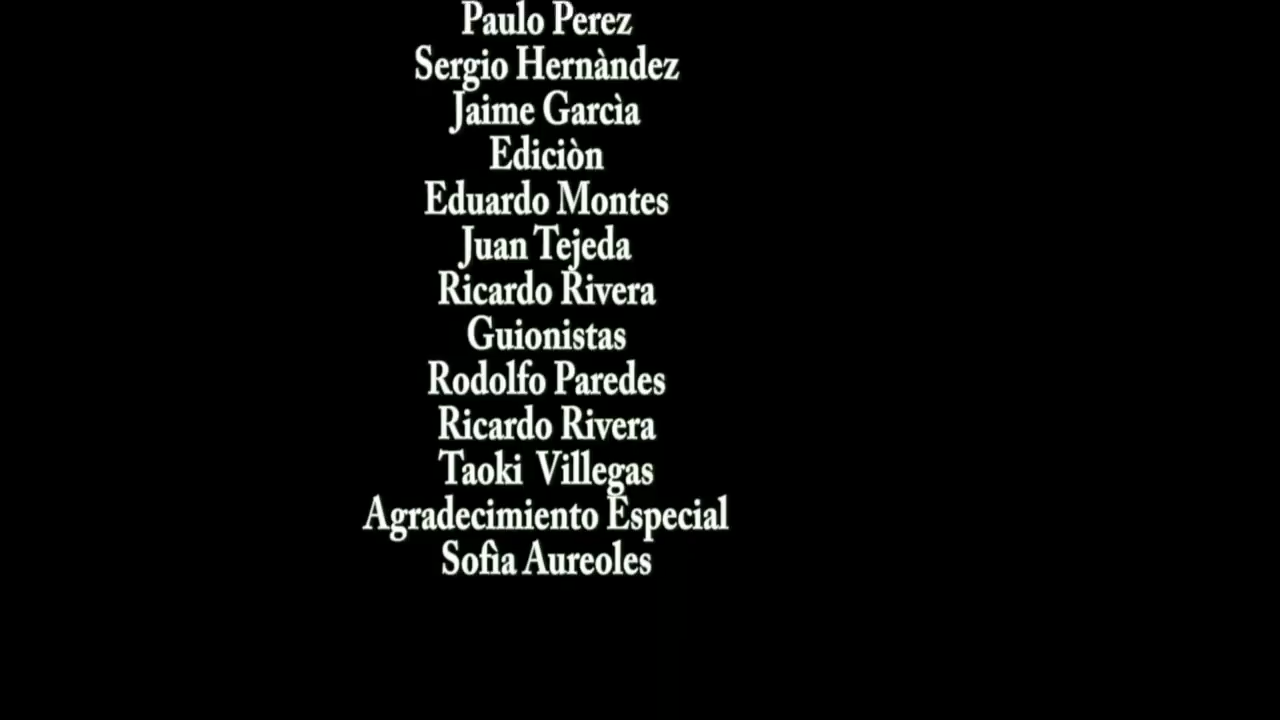 Paulo Perez
Sergio Hernàndez
Jaime Garcìa
Ediciòn
Eduardo Montes
Juan Tejeda
Ricardo Rivera
Guionistas
Rodolfo Paredes
Ricardo Rivera
Taoki Villegas
Agradecimiento Especial
Sofìa Aureoles